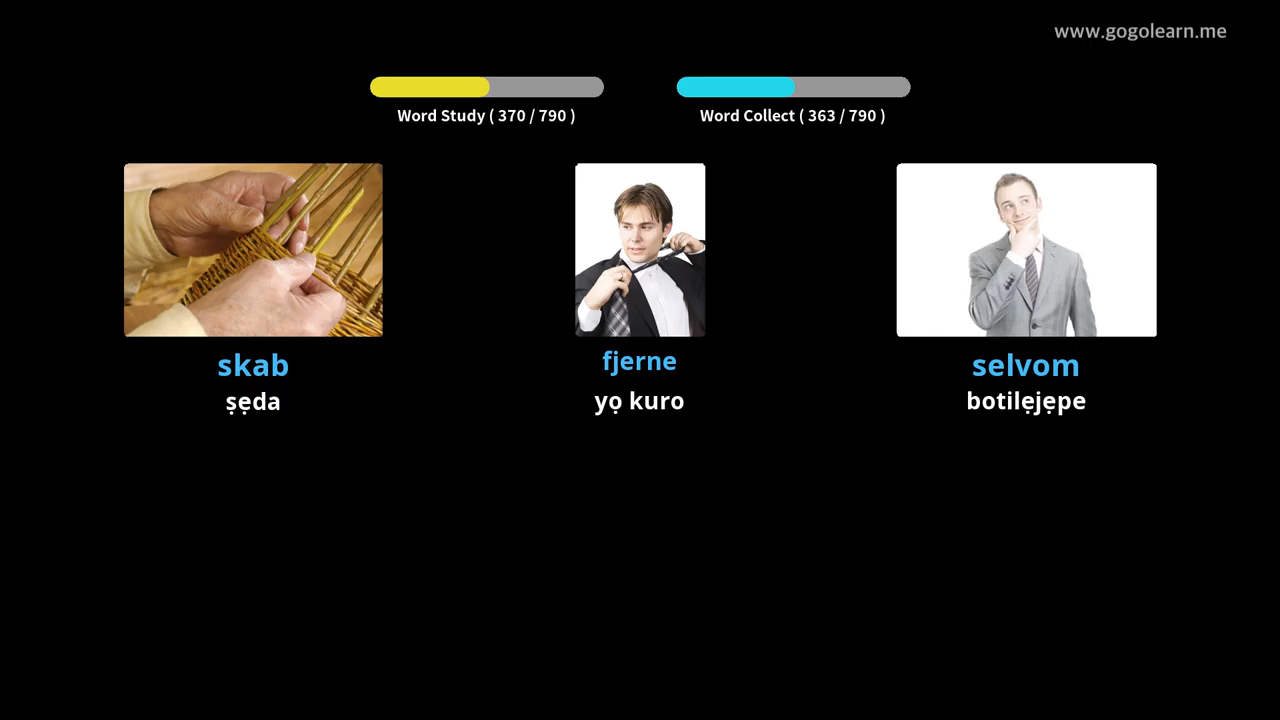 www.gogolearn.me
Word Study ( 370 / 790 )
Word Collect ( 363 / 790 )
skab
ṣẹda
fjerne
yọ kuro
selvom
botilẹjẹpe